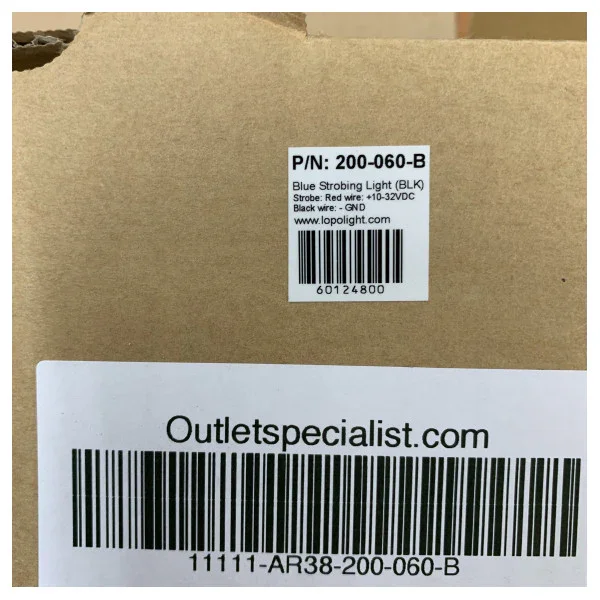 P/N: 200-060-B
Blue Strobing Light (BLK)
Strobe: Red wire: +10-32VDC
Black wire: - GND
www.lopolight.com
60124800
Outletspecialist.com
11111-AR38-200-060-B